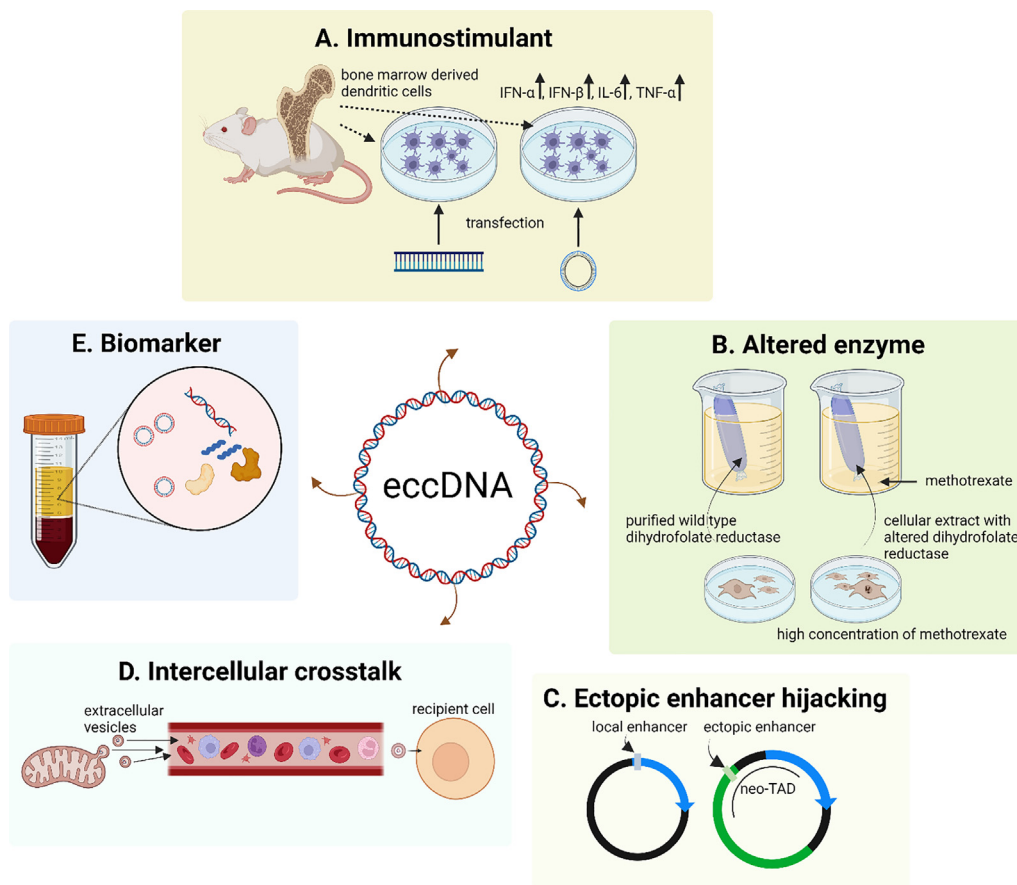 A. Immunostimulant
bone marrow derived
dendritic cells
IFN-α, IFN-β, IL-6, TNF-α
transfection
E. Biomarker
eccDNA
B. Altered enzyme
methotrexate
purified wild type
dihydrofolate reductase
cellular extract with
altered dihydrofolate
reductase
high concentration of methotrexate
D. Intercellular crosstalk
extracellular
vesicles
recipient cell
C. Ectopic enhancer hijacking
local enhancer
ectopic enhancer
neo-TAD